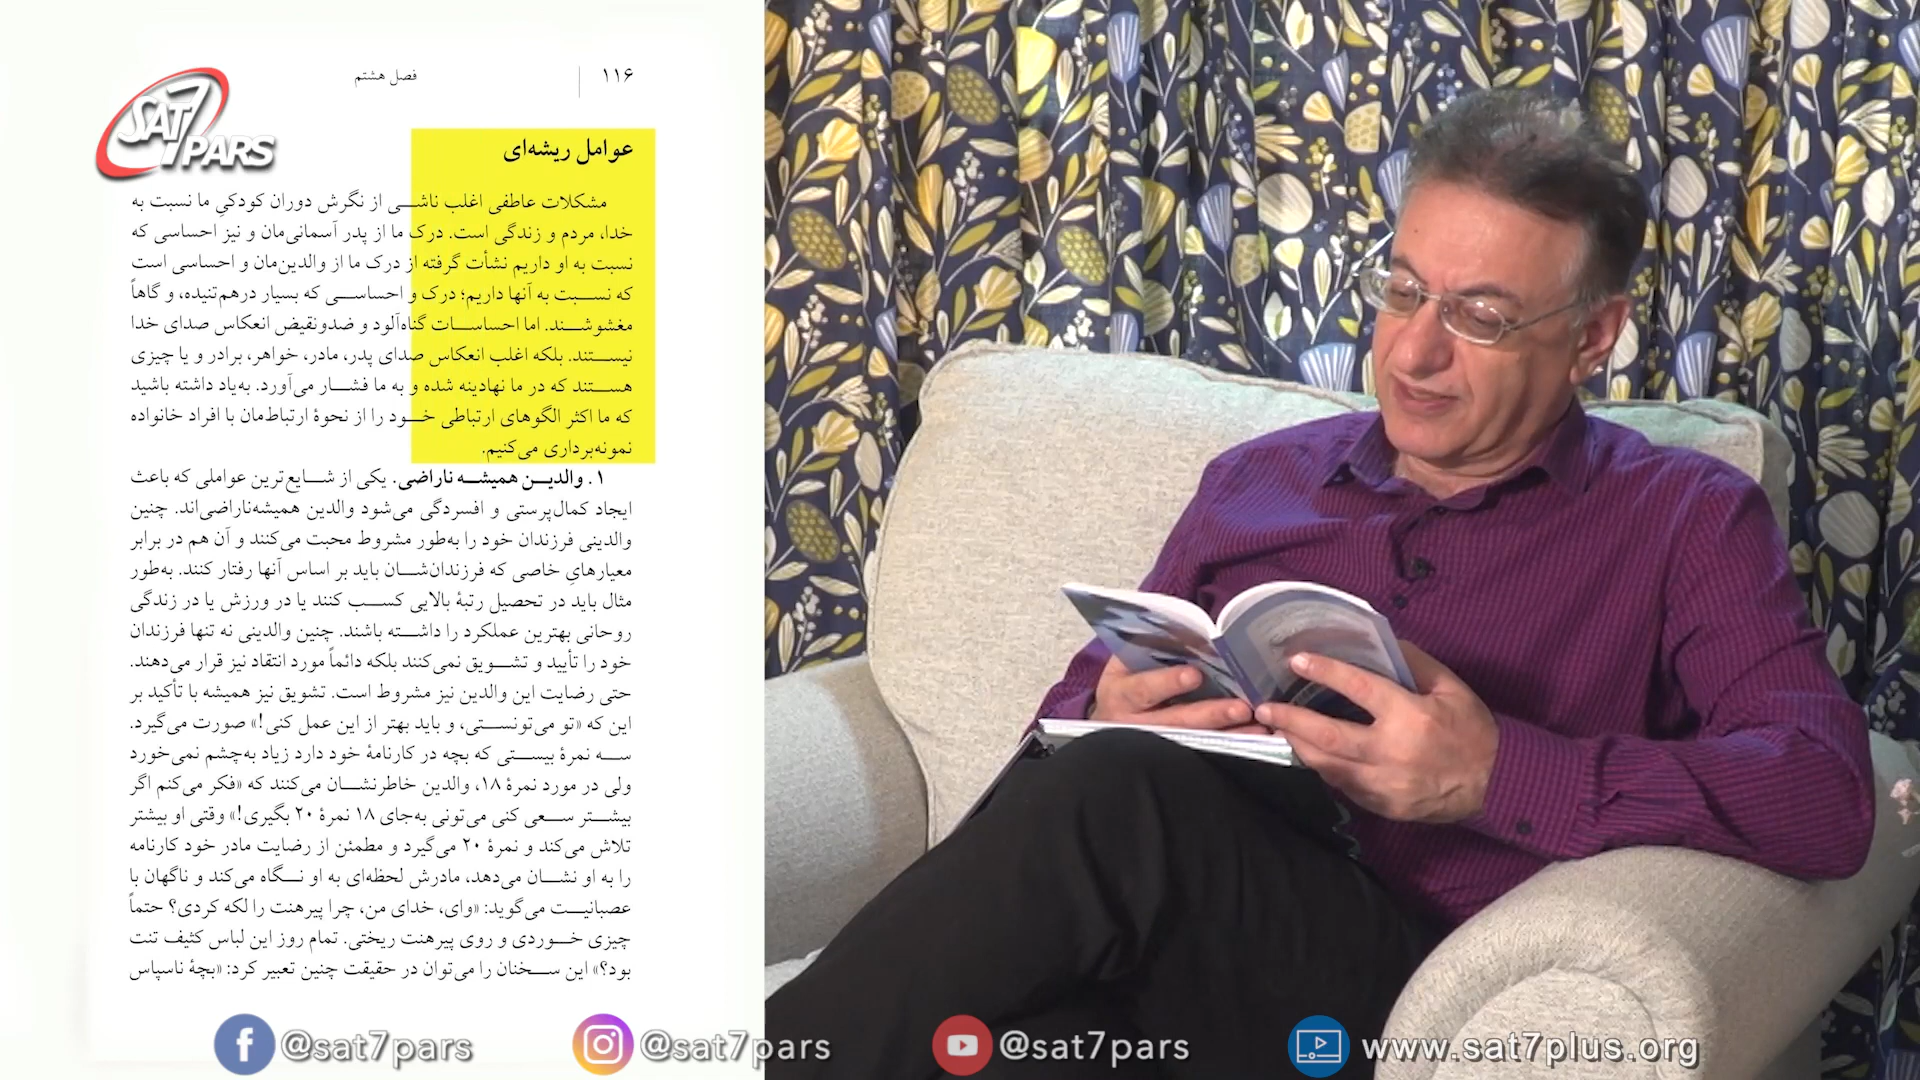 ۱۱۶
فصل هشتم
SAT7
PARS
عوامل ریشه‌ای
مشکلات عاطفی اغلب ناشی از نگرش دوران کودکیِ ما نسبت به
خدا، مردم و زندگی است. درک ما از پدر آسمانی‌مان و نیز احساسی که
نسبت به او داریم نشأت گرفته از درک ما از والدین‌مان و احساسی است
که نسبت به آنها داریم؛ درک و احساسی که بسیار درهم‌تنیده، و گاهاً
مغشوشند. اما احساسات گناه‌آلود و ضدونقیض انعکاس صدای خدا
نیستند. بلکه اغلب انعکاس صدای پدر، مادر، خواهر، برادر و یا چیزی
هستند که در ما نهادینه شده و به ما فشار می‌آورد. به‌یاد داشته باشید
که ما اکثر الگوهای ارتباطی خود را از نحوۀ ارتباط‌مان با افراد خانواده
نمونه‌برداری می‌کنیم.
۱. والدین همیشه ناراضی. یکی از شایع‌ترین عواملی که باعث
ایجاد کمال‌پرستی و افسردگی می‌شود والدین همیشه‌ناراضی‌اند. چنین
والدینی فرزندان خود را به‌طور مشروط محبت می‌کنند و آن هم در برابر
معیارهایِ خاصی که فرزندان‌شان باید بر اساس آنها رفتار کنند. به‌طور
مثال باید در تحصیل رتبۀ بالایی کسب کنند یا در ورزش یا در زندگی
روحانی بهترین عملکرد را داشته باشند. چنین والدینی نه تنها فرزندان
خود را تأیید و تشویق نمی‌کنند بلکه دائماً مورد انتقاد نیز قرار می‌دهند.
حتی رضایت این والدین نیز مشروط است. تشویق نیز همیشه با تأکید بر
این که «تو می‌تونستی، و باید بهتر از این عمل کنی!» صورت می‌گیرد.
سه نمرۀ بیستی که بچه در کارنامۀ خود دارد زیاد به‌چشم نمی‌خورد
ولی در مورد نمرۀ ۱۸، والدین خاطرنشان می‌کنند که «فکر می‌کنم اگر
بیشتر سعی کنی می‌تونی به‌جای ۱۸ نمرۀ ۲۰ بگیری!» وقتی او بیشتر
تلاش می‌کند و نمرۀ ۲۰ می‌گیرد و مطمئن از رضایت مادر خود کارنامه
را به او نشان می‌دهد، مادرش لحظه‌ای به او نگاه می‌کند و ناگهان با
عصبانیت می‌گوید: «وای، خدای من، چرا پیرهنت را لکه کردی؟ حتماً
چیزی خوردی و روی پیرهنت ریختی. تمام روز این لباس کثیف تنت
بود؟» این سخنان را می‌توان در حقیقت چنین تعبیر کرد: «بچۀ ناسپاس
@sat7pars
@sat7pars
@sat7pars
www.sat7plus.org